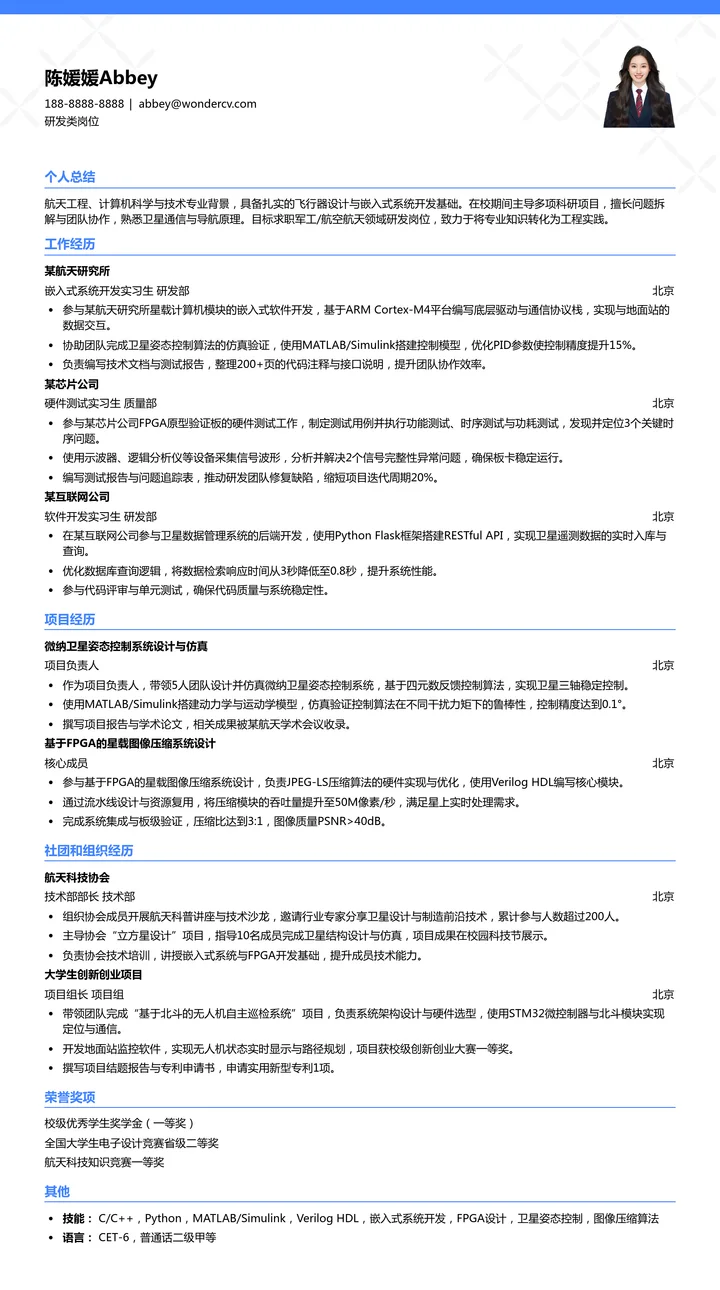 陈媛媛Abbey
188-8888-8888 | abbey@wondercv.com
研发类岗位
个人总结
航天工程、计算机科学与技术专业背景，具备扎实的飞行器设计与嵌入式系统开发基础。在校期间主导多项科研项目，擅长问题拆
解与团队协作，熟悉卫星通信与导航原理。目标求职军工/航空航天领域研发岗位，致力于将专业知识转化为工程实践。
工作经历
某航天研究所
嵌入式系统开发实习生 研发部 北京
• 参与某航天研究所星载计算机模块的嵌入式软件开发，基于ARM Cortex-M4平台编写底层驱动与通信协议栈，实现与地面站的
数据交互。
• 协助团队完成卫星姿态控制算法的仿真验证，使用MATLAB/Simulink搭建控制模型，优化PID参数使控制精度提升15%。
• 负责编写技术文档与测试报告，整理200+页的代码注释与接口说明，提升团队协作效率。
某芯片公司
硬件测试实习生 质量部 北京
• 参与某芯片公司FPGA原型验证板的硬件测试工作，制定测试用例并执行功能测试、时序测试与功耗测试，发现并定位3个关键时
序问题。
• 使用示波器、逻辑分析仪等设备采集信号波形，分析并解决2个信号完整性异常问题，确保板卡稳定运行。
• 编写测试报告与问题追踪表，推动研发团队修复缺陷，缩短项目迭代周期20%。
某互联网公司
软件开发实习生 研发部 北京
• 在某互联网公司参与卫星数据管理系统的后端开发，使用Python Flask框架搭建RESTful API，实现卫星遥测数据的实时入库与
查询。
• 优化数据库查询逻辑，将数据检索响应时间从3秒降低至0.8秒，提升系统性能。
• 参与代码评审与单元测试，确保代码质量与系统稳定性。
项目经历
微纳卫星姿态控制系统设计与仿真
项目负责人 北京
• 作为项目负责人，带领5人团队设计并仿真微纳卫星姿态控制系统，基于四元数反馈控制算法，实现卫星三轴稳定控制。
• 使用MATLAB/Simulink搭建动力学与运动学模型，仿真验证控制算法在不同干扰力矩下的鲁棒性，控制精度达到0.1°。
• 撰写项目报告与学术论文，相关成果被某航天学术会议收录。
基于FPGA的星载图像压缩系统设计
核心成员 北京
• 参与基于FPGA的星载图像压缩系统设计，负责JPEG-LS压缩算法的硬件实现与优化，使用Verilog HDL编写核心模块。
• 通过流水线设计与资源复用，将压缩模块的吞吐量提升至50M像素/秒，满足星上实时处理需求。
• 完成系统集成与板级验证，压缩比达到3:1，图像质量PSNR>40dB。
社团和组织经历
航天科技协会
技术部部长 技术部 北京
• 组织协会成员开展航天科普讲座与技术沙龙，邀请行业专家分享卫星设计与制造前沿技术，累计参与人数超过200人。
• 主导协会“立方星设计”项目，指导10名成员完成卫星结构设计与仿真，项目成果在校园科技节展示。
• 负责协会技术培训，讲授嵌入式系统与FPGA开发基础，提升成员技术能力。
大学生创新创业项目
项目组长 项目组 北京
• 带领团队完成“基于北斗的无人机自主巡检系统”项目，负责系统架构设计与硬件选型，使用STM32微控制器与北斗模块实现
定位与通信。
• 开发地面站监控软件，实现无人机状态实时显示与路径规划，项目获校级创新创业大赛一等奖。
• 撰写项目结题报告与专利申请书，申请实用新型专利1项。
荣誉奖项
校级优秀学生奖学金（一等奖）
全国大学生电子设计竞赛省级二等奖
航天科技知识竞赛一等奖
其他
• 技能： C/C++，Python，MATLAB/Simulink，Verilog HDL，嵌入式系统开发，FPGA设计，卫星姿态控制，图像压缩算法
• 语言： CET-6，普通话二级甲等